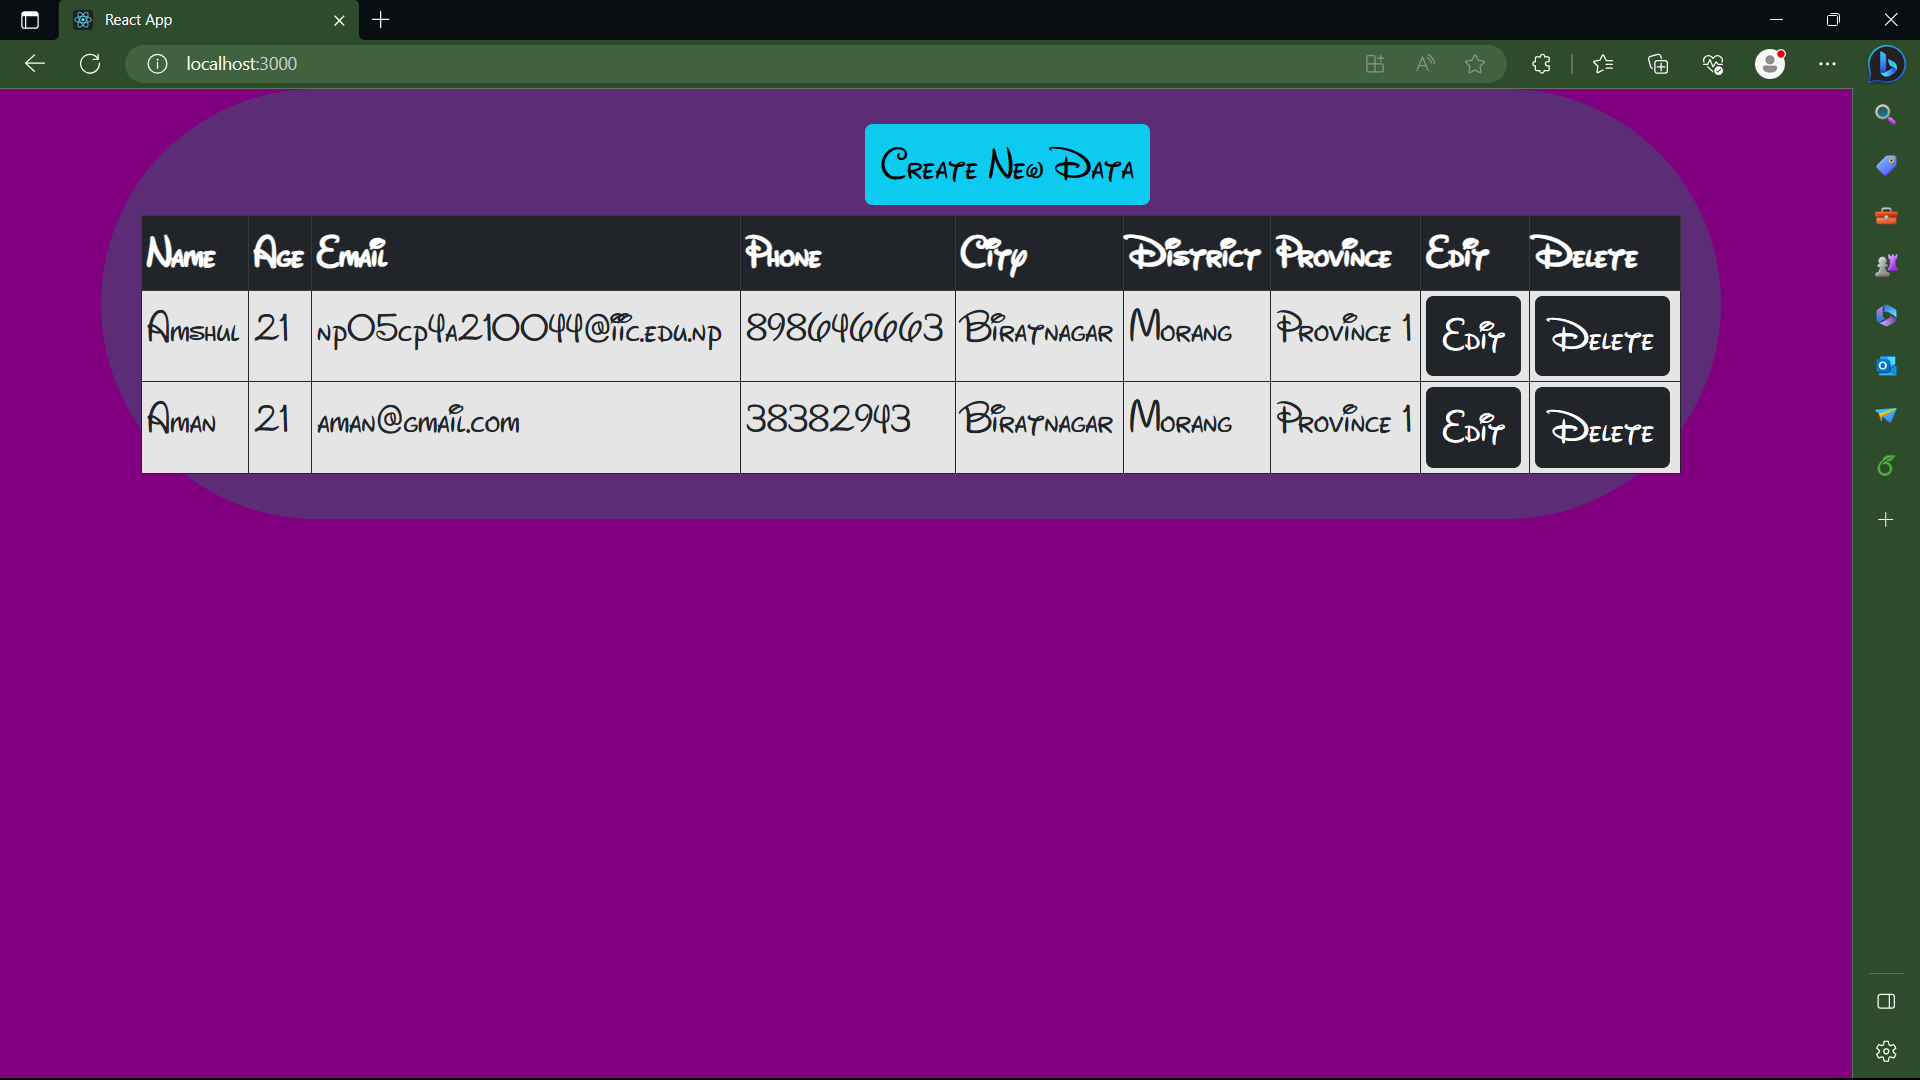 React App
localhost:3000
Create New Data
Name Age Email Phone City District Province Edit Delete
Amshul 21 np05cp4a210044@iic.edu.np 898646663 Biratnagar Morang Province 1 Edit Delete
Aman 21 aman@gmail.com 38382943 Biratnagar Morang Province 1 Edit Delete